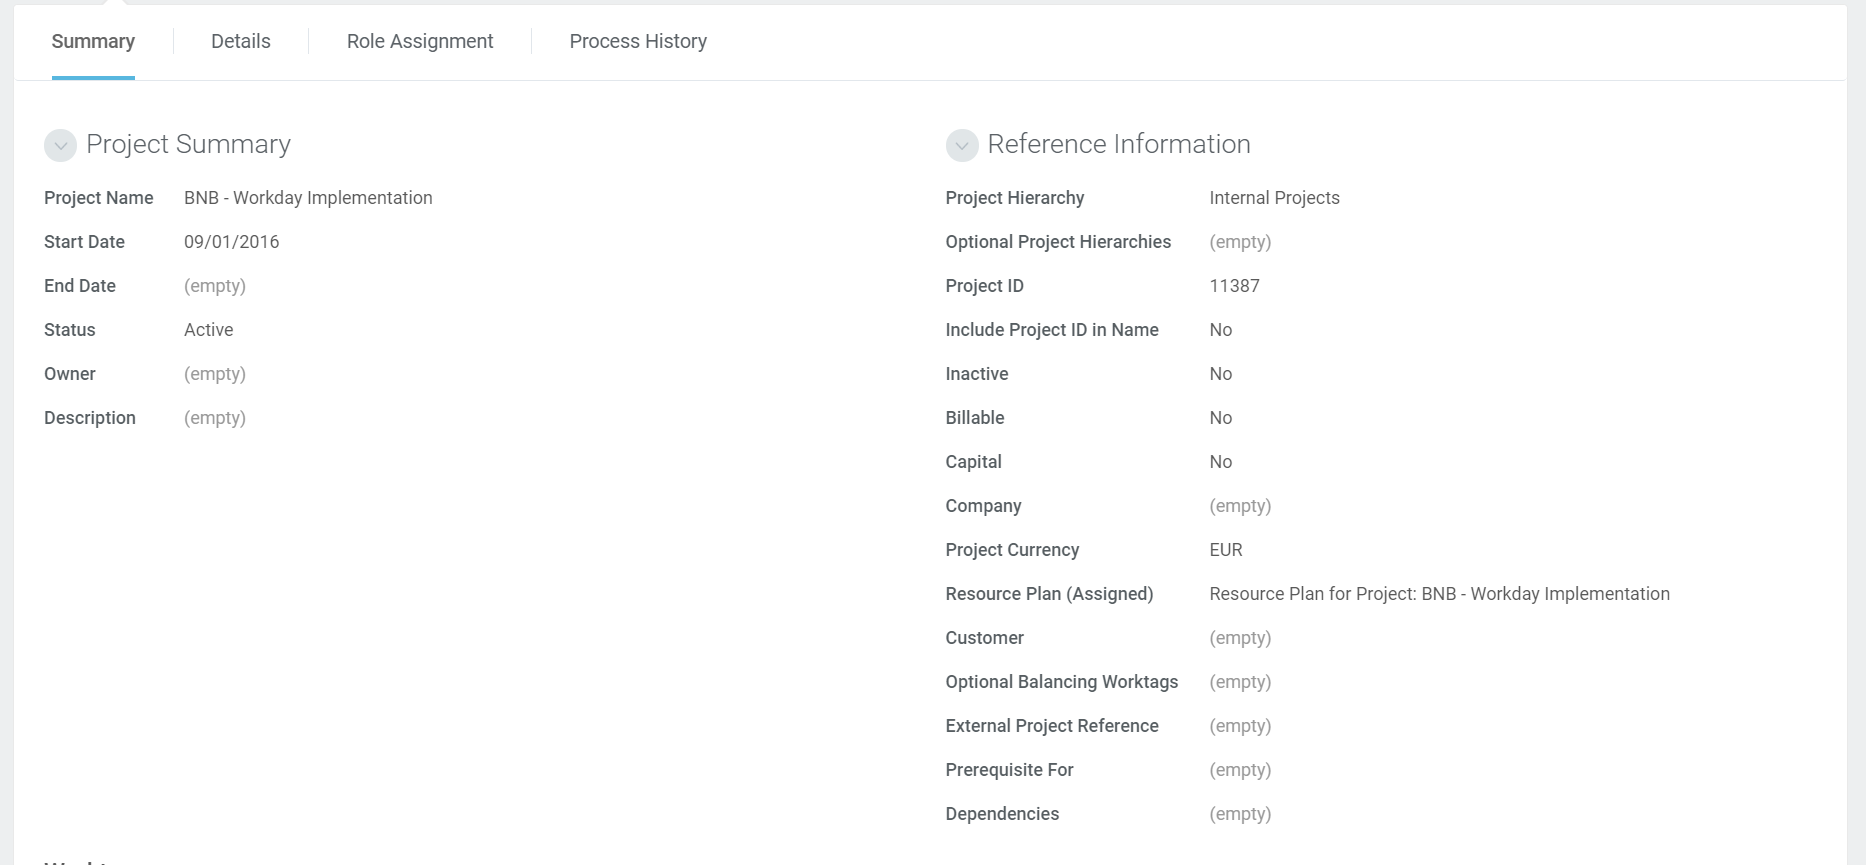 Summary
Details
Role Assignment
Process History
Project Summary
Project Name BNB - Workday Implementation
Start Date 09/01/2016
End Date (empty)
Status Active
Owner (empty)
Description (empty)
Reference Information
Project Hierarchy Internal Projects
Optional Project Hierarchies (empty)
Project ID 11387
Include Project ID in Name No
Inactive No
Billable No
Capital No
Company (empty)
Project Currency EUR
Resource Plan (Assigned) Resource Plan for Project: BNB - Workday Implementation
Customer (empty)
Optional Balancing Worktags (empty)
External Project Reference (empty)
Prerequisite For (empty)
Dependencies (empty)